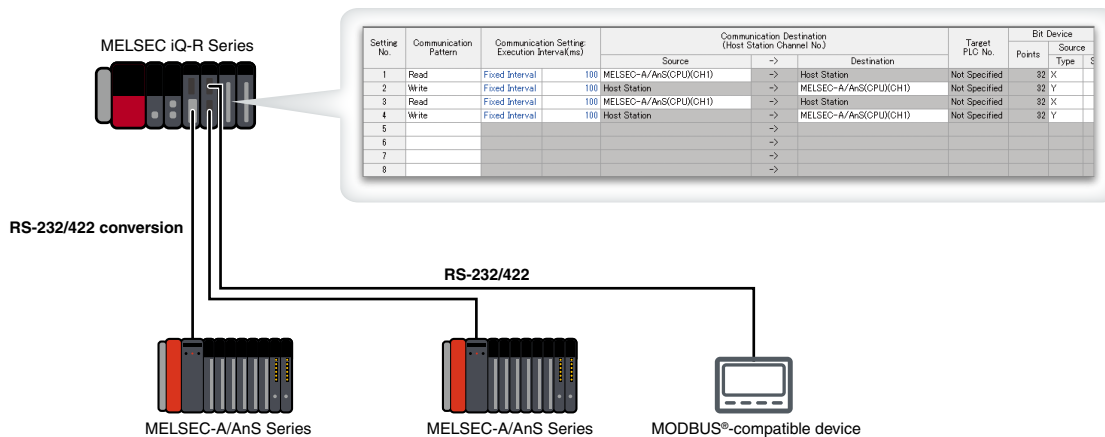 MELSEC iQ-R Series
Setting No. Communication Pattern Communication Setting: Execution Interval(ms) Communication Destination (Host Station Channel No.) Target PLC No. Bit Device
Source -> Destination Points Source
Type S
1 Read Fixed Interval 100 MELSEC-A/AnS(CPU)(CH1) -> Host Station Not Specified 32 X
2 Write Fixed Interval 100 Host Station -> MELSEC-A/AnS(CPU)(CH1) Not Specified 32 Y
3 Read Fixed Interval 100 MELSEC-A/AnS(CPU)(CH1) -> Host Station Not Specified 32 X
4 Write Fixed Interval 100 Host Station -> MELSEC-A/AnS(CPU)(CH1) Not Specified 32 Y
5 ->
6 ->
7 ->
8 ->
RS-232/422 conversion
RS-232/422
MELSEC-A/AnS Series MELSEC-A/AnS Series MODBUS®-compatible device